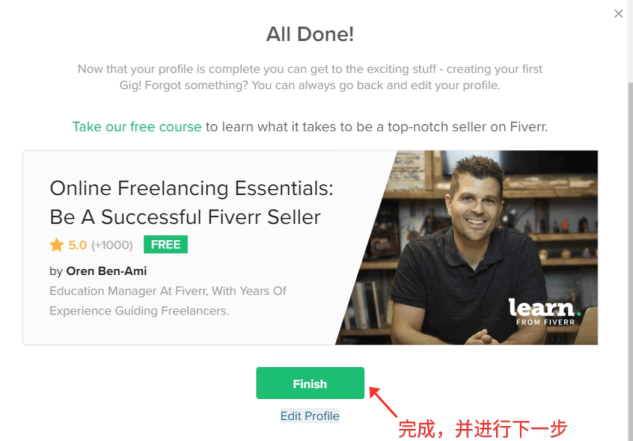 All Done!
Now that your profile is complete you can get to the exciting stuff - creating your first
Gig! Forgot something? You can always go back and edit your profile.
Take our free course to learn what it takes to be a top-notch seller on Fiverr.
Online Freelancing Essentials:
Be A Successful Fiverr Seller
5.0 (+1000) FREE
by Oren Ben-Ami
Education Manager At Fiverr, With Years Of
Experience Guiding Freelancers.
learn.
FROM FIVERR
Finish
Edit Profile
完成，并进行下一步